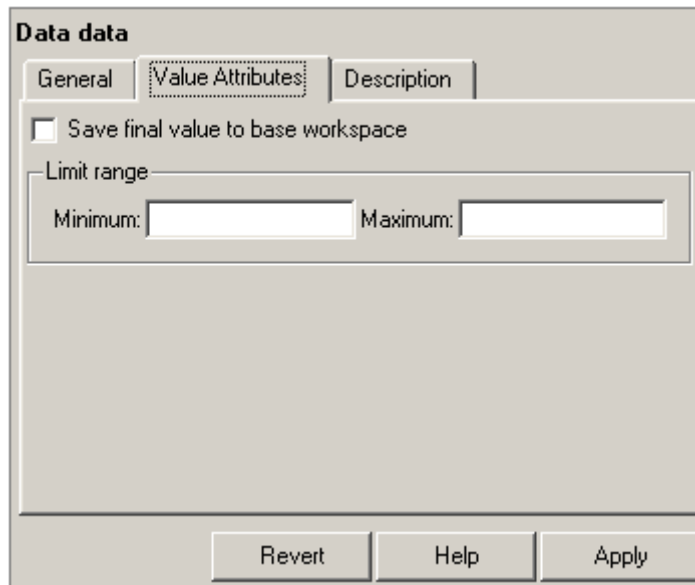 Data data
General Value Attributes Description
Save final value to base workspace
Limit range
Minimum: Maximum:
Revert Help Apply